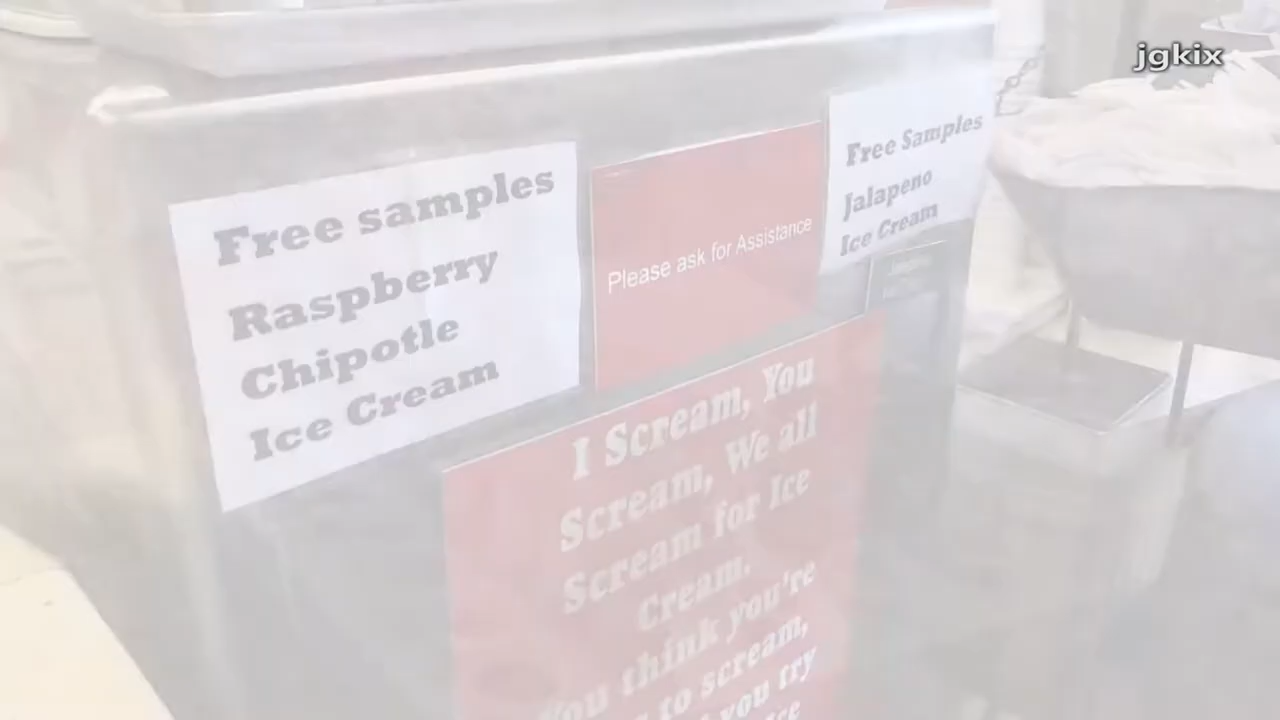 jgkix
Free samples
Raspberry
Chipotle
Ice Cream
Please ask for Assistance
Free Samples
Jalapeno
Ice Cream
I Scream, You
Scream, We all
Scream for Ice
Cream.
You think you're
to scream,
you try
Ice